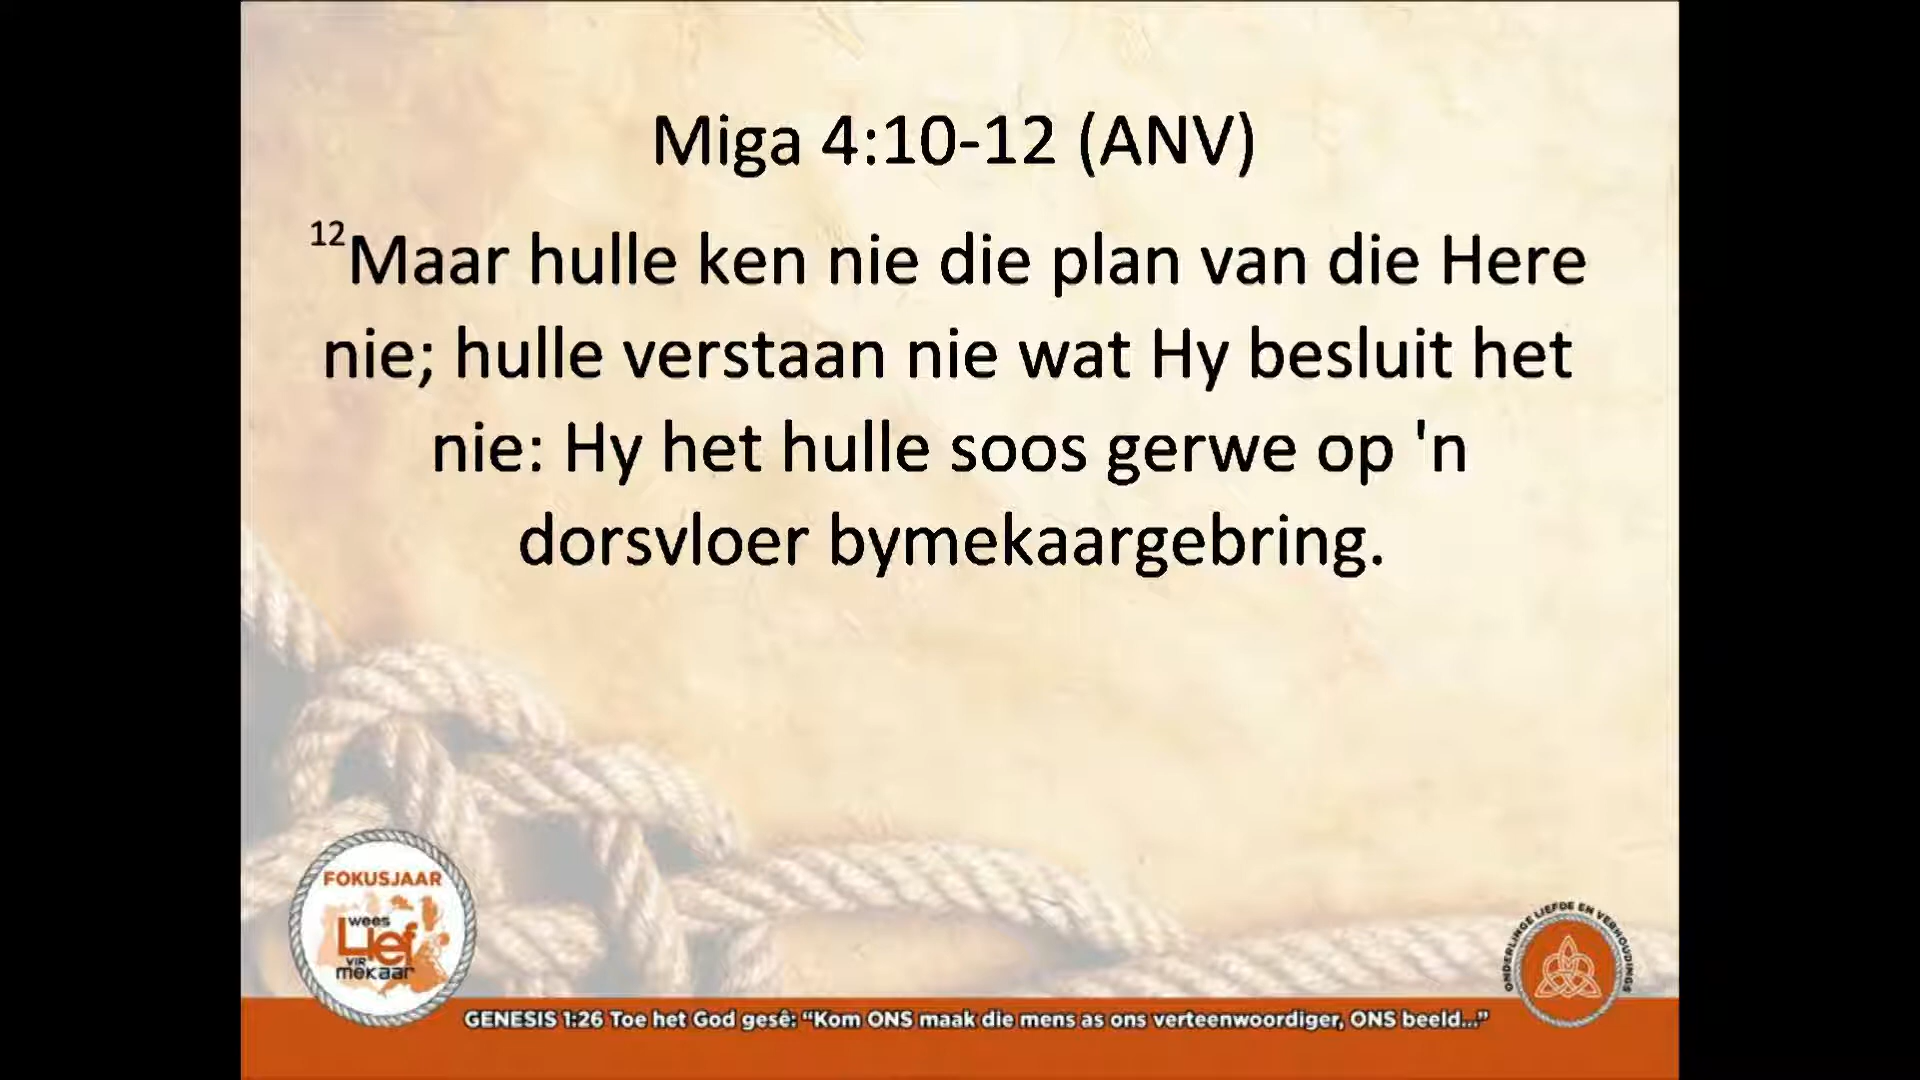 Miga 4:10-12 (ANV)
12Maar hulle ken nie die plan van die Here
nie; hulle verstaan nie wat Hy besluit het
nie: Hy het hulle soos gerwe op 'n
dorsvloer bymekaargebring.
FOKUSJAAR
wees
Lief
VIR
mekaar
ONDERLINGE LIEFDE EN VERHOUDINGS
GENESIS 1:26 Toe het God gesê: “Kom ONS maak die mens as ons verteenwoordiger, ONS beeld...”